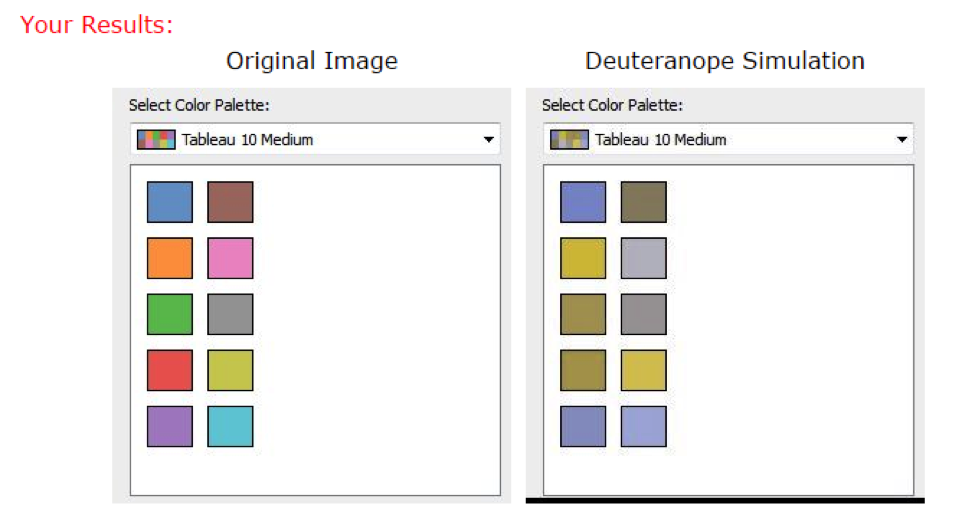 Your Results:
Original Image
Deuteranope Simulation
Select Color Palette:
Select Color Palette:
Tableau 10 Medium
Tableau 10 Medium